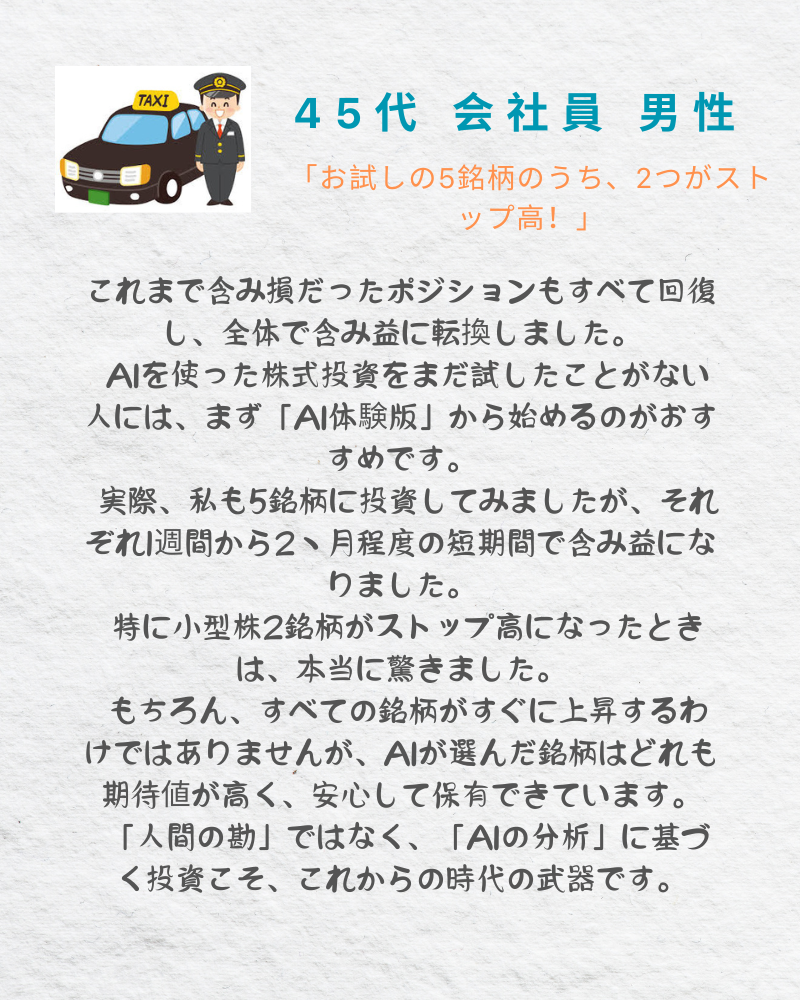 TAXI
45代 会社員 男性
「お試しの5銘柄のうち、2つがスト
ップ高！」
これまで含み損だったポジションもすべて回復
し、全体で含み益に転換しました。
AIを使った株式投資をまだ試したことがない
人には、まず「AI体験版」から始めるのがおす
すめです。
実際、私も5銘柄に投資してみましたが、それ
ぞれ1週間から2ヽ月程度の短期間で含み益にな
りました。
特に小型株2銘柄がストップ高になったとき
は、本当に驚きました。
もちろん、すべての銘柄がすぐに上昇するわ
けではありませんが、AIが選んだ銘柄はどれも
期待値が高く、安心して保有できています。
「人間の勘」ではなく、「AIの分析」に基づ
く投資こそ、これからの時代の武器です。